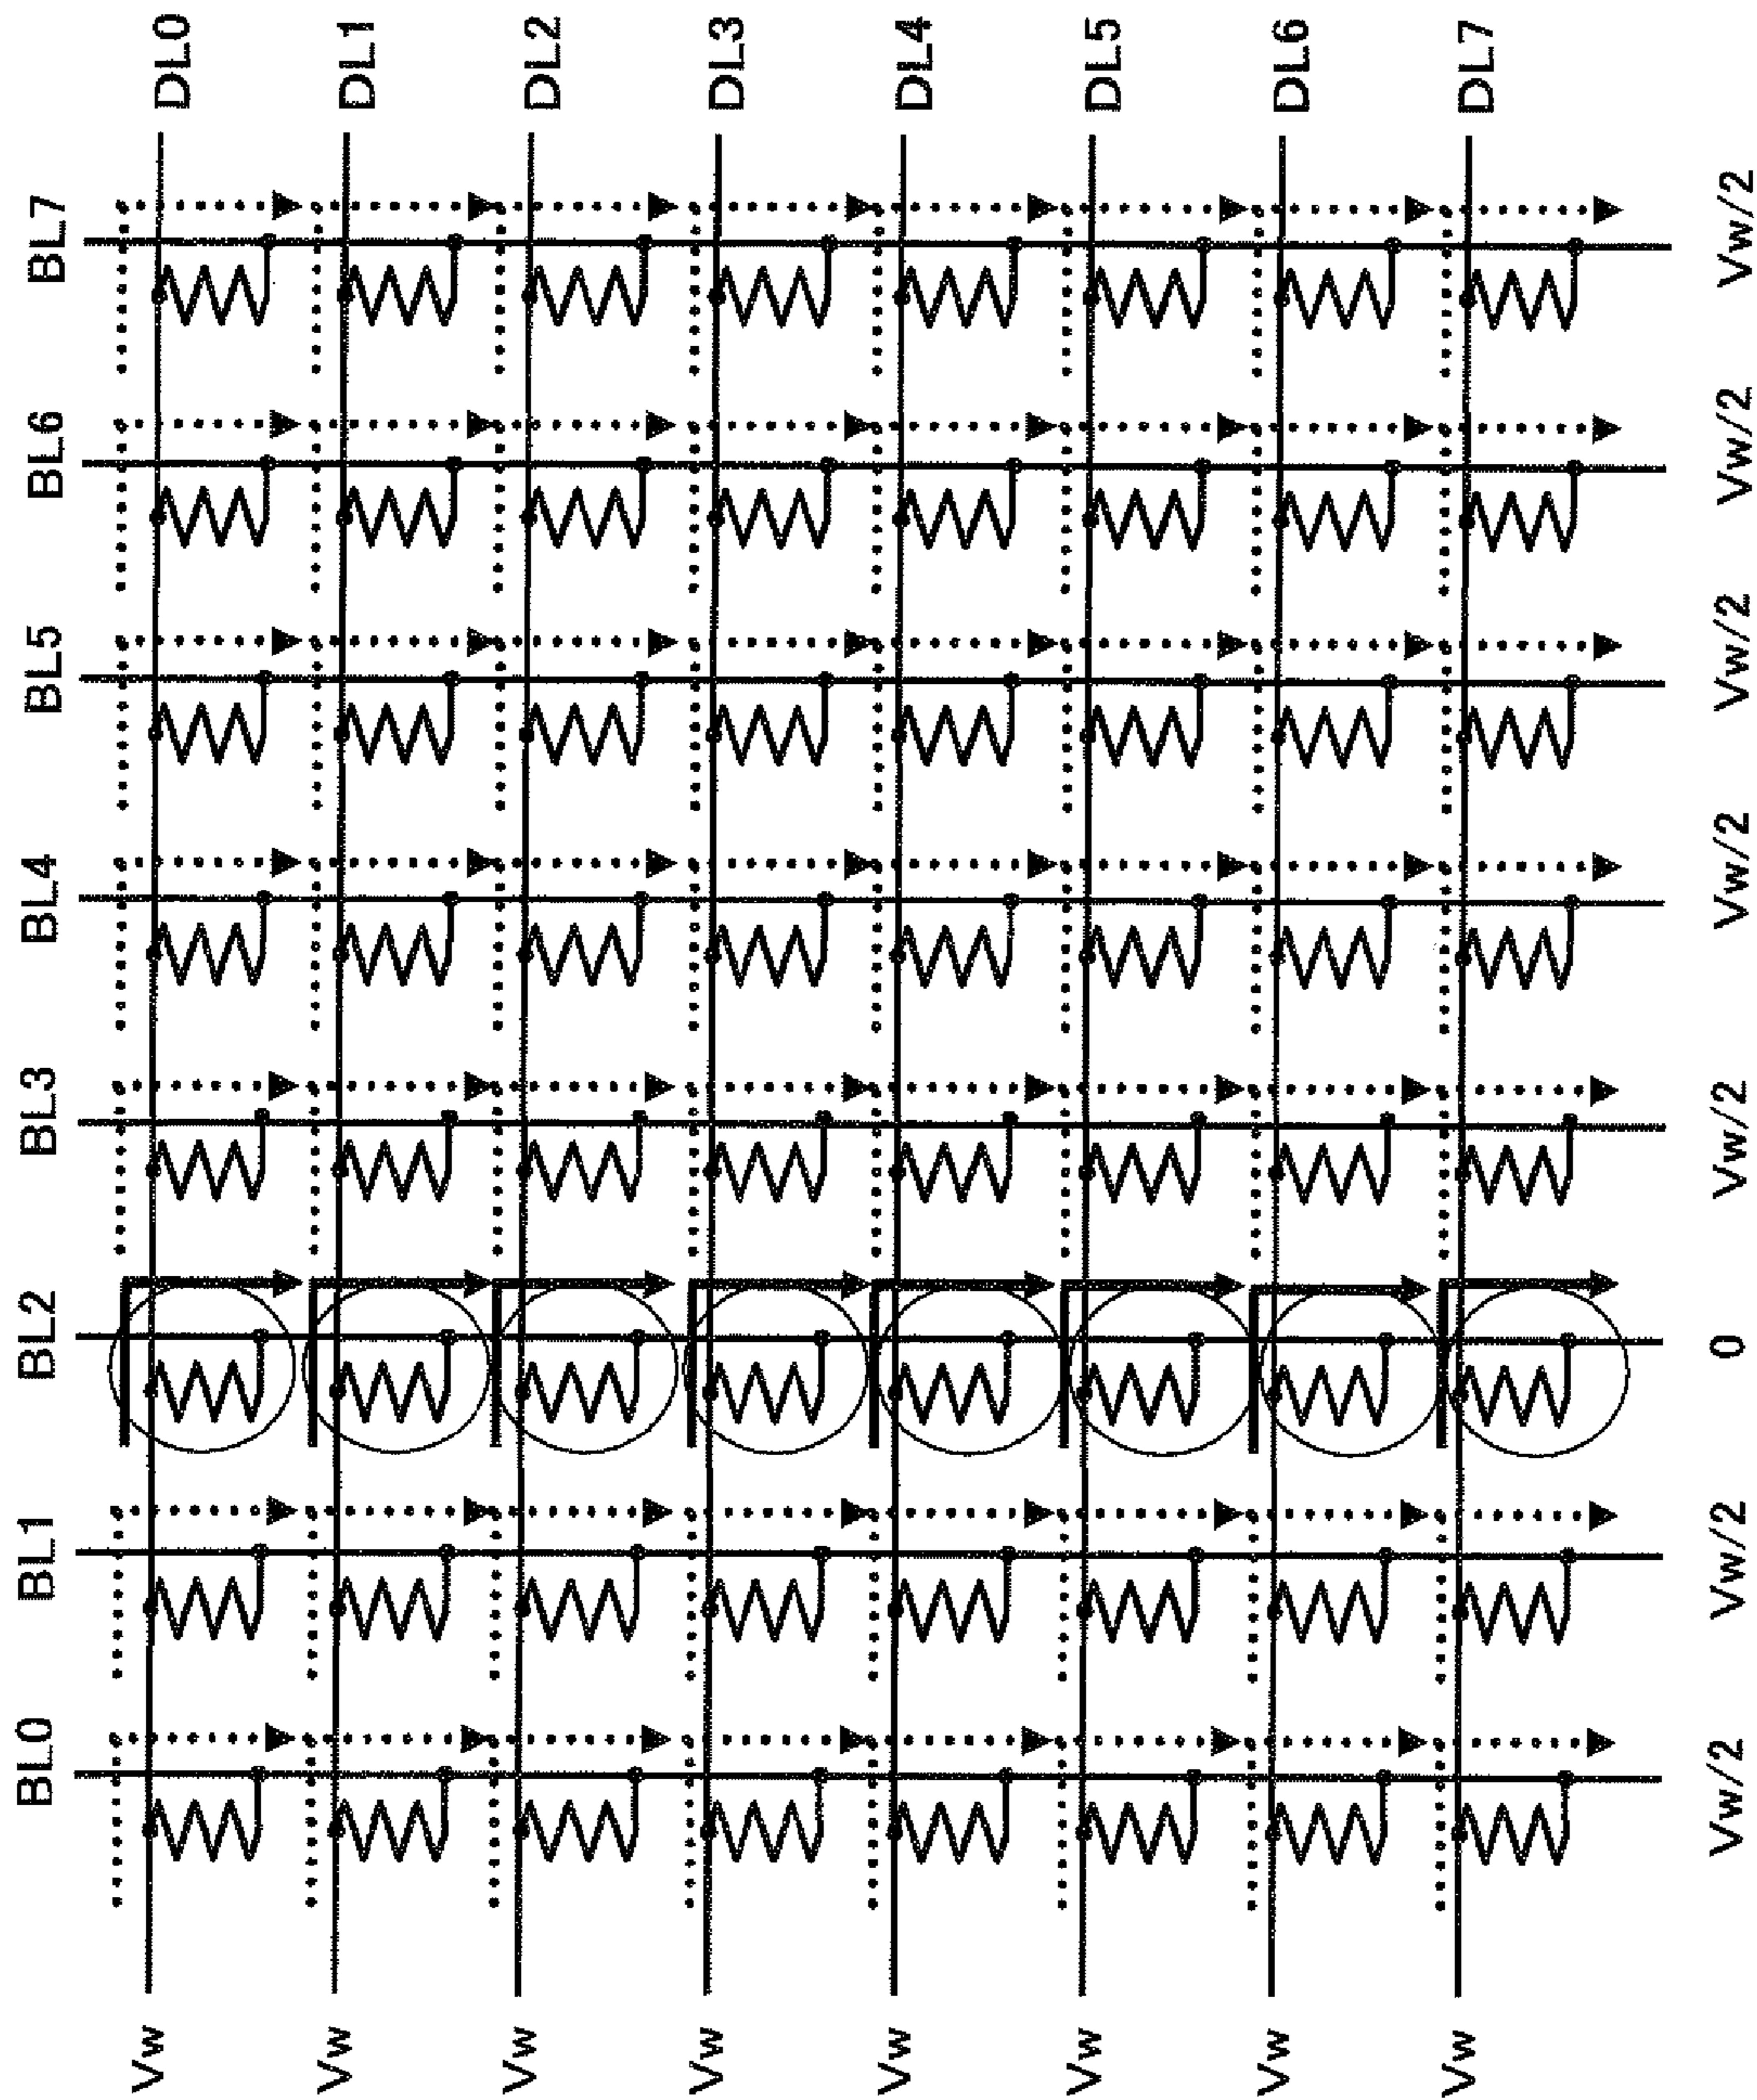 BL0 BL1 BL2 BL3 BL4 BL5 BL6 BL7
Vw DL0
Vw DL1
Vw DL2
Vw DL3
Vw DL4
Vw DL5
Vw DL6
Vw DL7
Vw/2 Vw/2 0 Vw/2 Vw/2 Vw/2 Vw/2 Vw/2